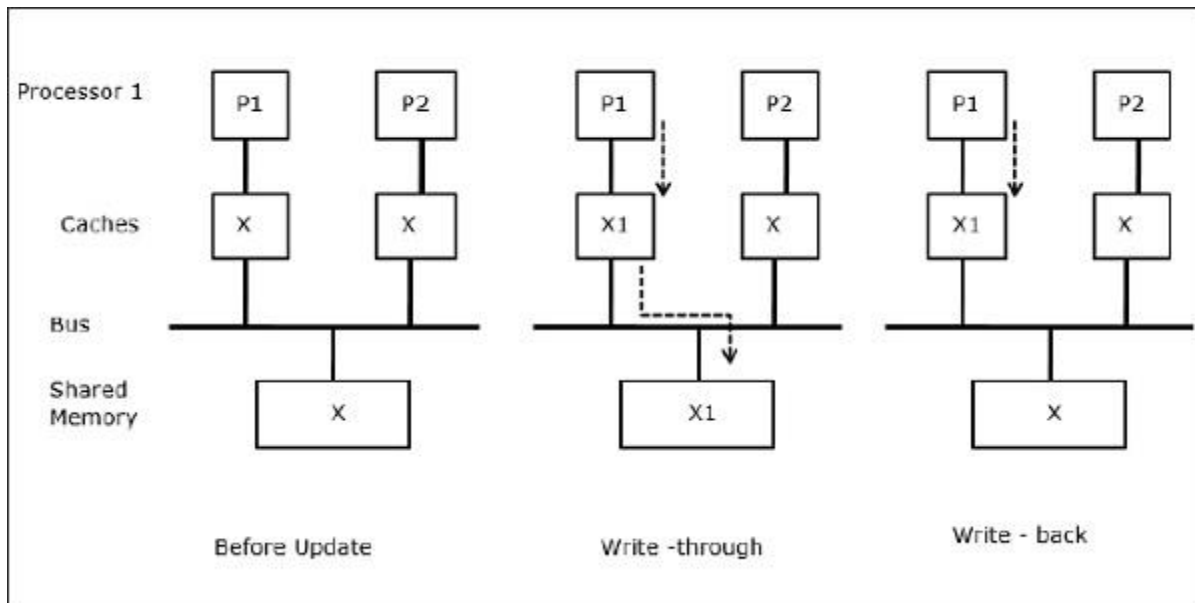 Processor 1
P1 P2 P1 P2 P1 P2
Caches
X X X1 X X1 X
Bus
Shared
Memory
X X1 X
Before Update Write -through Write - back